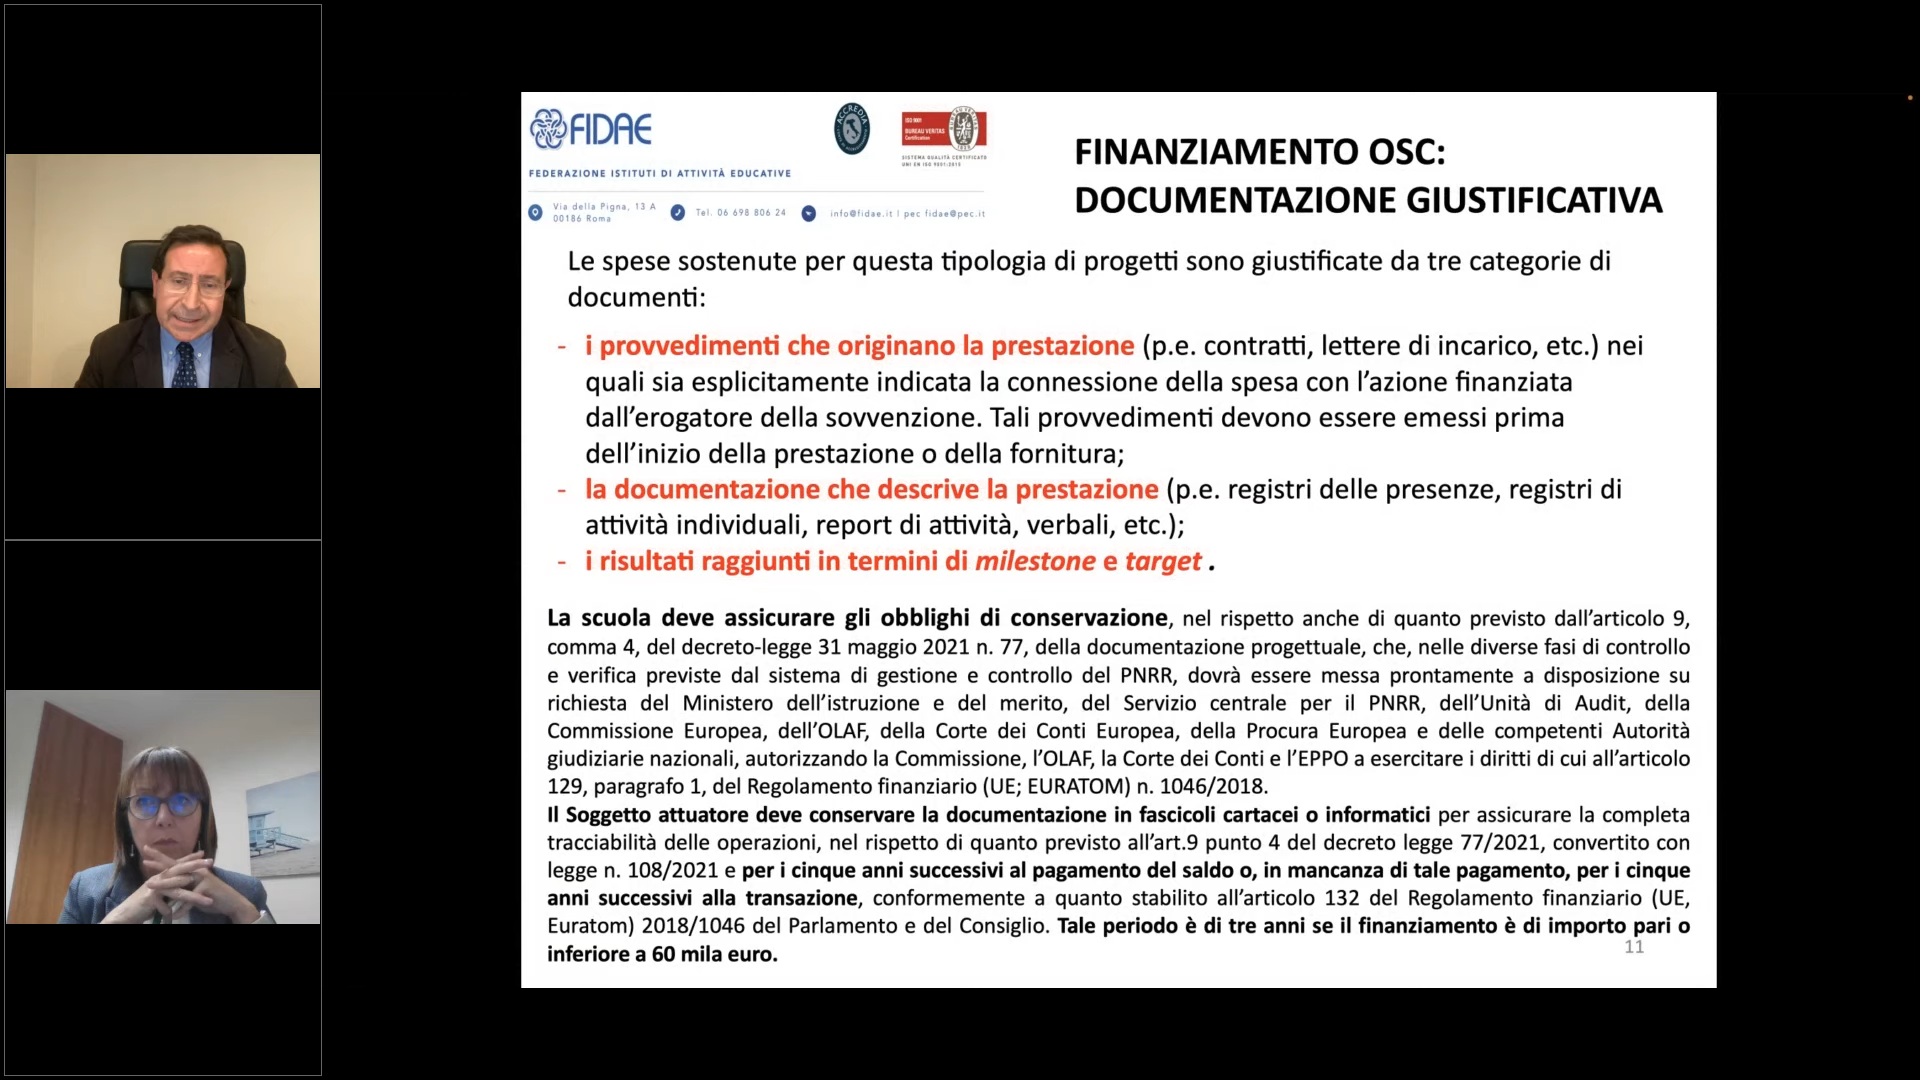 FIDAE
FEDERAZIONE ISTITUTI DI ATTIVITÀ EDUCATIVE
Via della Pigna, 13 A
00186 Roma
Tel. 06 698 806 24
info@fidae.it | pec fidae@pec.it
ACCREDIA
ISO 9001
BUREAU VERITAS
Certification
SISTEMA QUALITÀ CERTIFICATO
UNI EN ISO 9001:2015
FINANZIAMENTO OSC:
DOCUMENTAZIONE GIUSTIFICATIVA
Le spese sostenute per questa tipologia di progetti sono giustificate da tre categorie di
documenti:
- i provvedimenti che originano la prestazione (p.e. contratti, lettere di incarico, etc.) nei
quali sia esplicitamente indicata la connessione della spesa con l’azione finanziata
dall’erogatore della sovvenzione. Tali provvedimenti devono essere emessi prima
dell’inizio della prestazione o della fornitura;
- la documentazione che descrive la prestazione (p.e. registri delle presenze, registri di
attività individuali, report di attività, verbali, etc.);
- i risultati raggiunti in termini di milestone e target .
La scuola deve assicurare gli obblighi di conservazione, nel rispetto anche di quanto previsto dall’articolo 9,
comma 4, del decreto-legge 31 maggio 2021 n. 77, della documentazione progettuale, che, nelle diverse fasi di controllo
e verifica previste dal sistema di gestione e controllo del PNRR, dovrà essere messa prontamente a disposizione su
richiesta del Ministero dell’istruzione e del merito, del Servizio centrale per il PNRR, dell’Unità di Audit, della
Commissione Europea, dell’OLAF, della Corte dei Conti Europea, della Procura Europea e delle competenti Autorità
giudiziarie nazionali, autorizzando la Commissione, l’OLAF, la Corte dei Conti e l’EPPO a esercitare i diritti di cui all’articolo
129, paragrafo 1, del Regolamento finanziario (UE; EURATOM) n. 1046/2018.
Il Soggetto attuatore deve conservare la documentazione in fascicoli cartacei o informatici per assicurare la completa
tracciabilità delle operazioni, nel rispetto di quanto previsto all’art.9 punto 4 del decreto legge 77/2021, convertito con
legge n. 108/2021 e per i cinque anni successivi al pagamento del saldo o, in mancanza di tale pagamento, per i cinque
anni successivi alla transazione, conformemente a quanto stabilito all’articolo 132 del Regolamento finanziario (UE,
Euratom) 2018/1046 del Parlamento e del Consiglio. Tale periodo è di tre anni se il finanziamento è di importo pari o
inferiore a 60 mila euro.
11